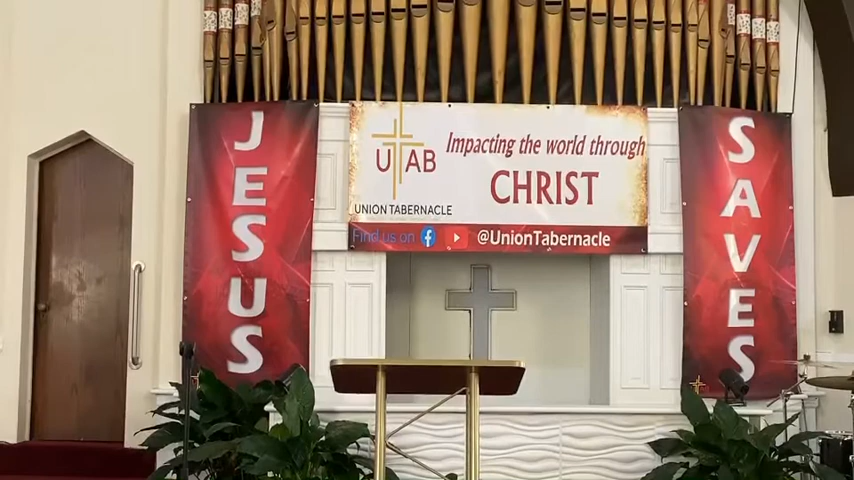 JESUS
UTAB
UNION TABERNACLE
Impacting the world through
CHRIST
Find us on
@UnionTabernacle
SAVES